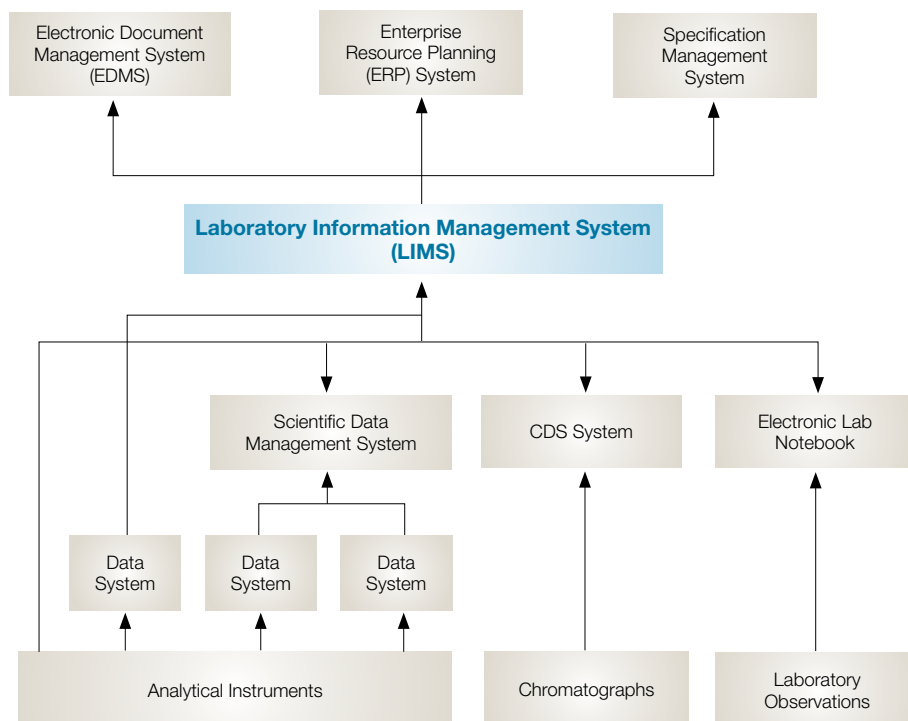 Electronic Document
Management System
(EDMS)
Enterprise
Resource Planning
(ERP) System
Specification
Management
System
Laboratory Information Management System
(LIMS)
Scientific Data
Management System
CDS System
Electronic Lab
Notebook
Data
System
Data
System
Data
System
Analytical Instruments
Chromatographs
Laboratory
Observations